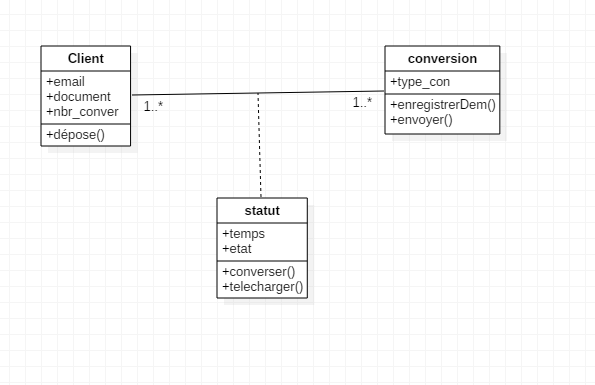 Client
+email
+document
+nbr_conver
+dépose()
1..*
1..*
conversion
+type_con
+enregistrerDem()
+envoyer()
statut
+temps
+etat
+converser()
+telecharger()